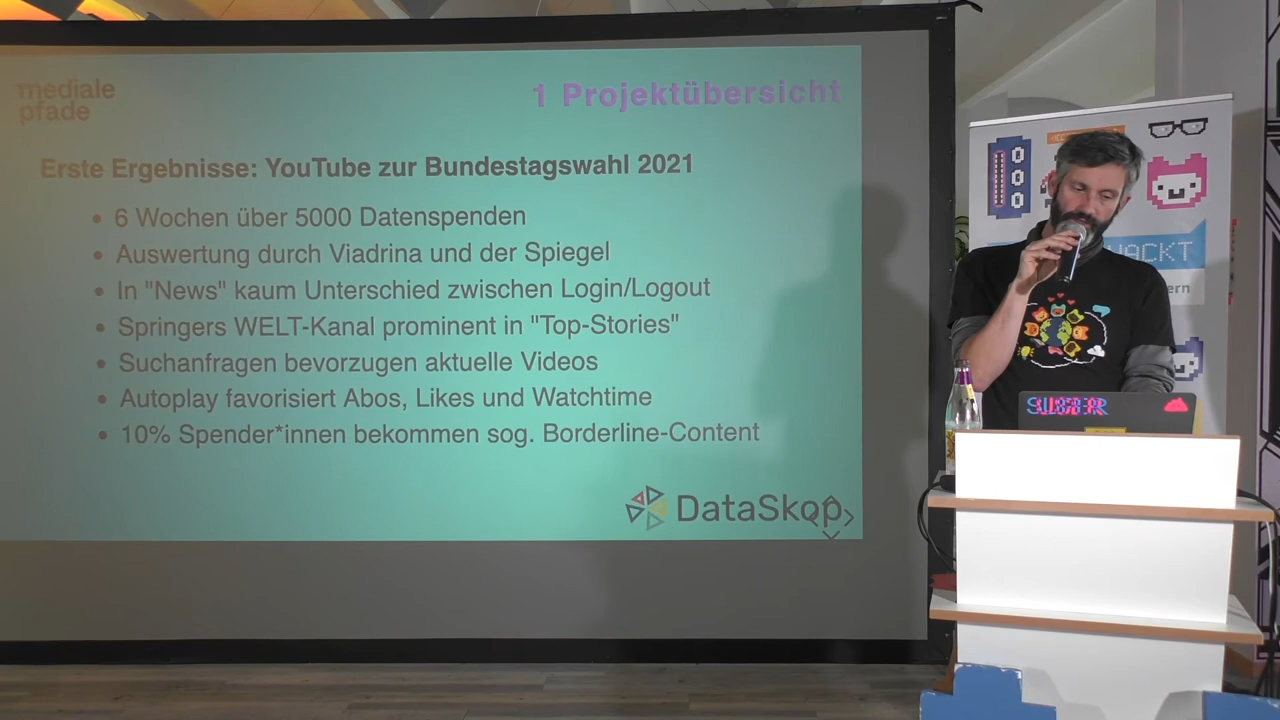 mediale
pfade
1 Projektübersicht
Erste Ergebnisse: YouTube zur Bundestagswahl 2021
• 6 Wochen über 5000 Datenspenden
• Auswertung durch Viadrina und der Spiegel
• In "News" kaum Unterschied zwischen Login/Logout
• Springers WELT-Kanal prominent in "Top-Stories"
• Suchanfragen bevorzugen aktuelle Videos
• Autoplay favorisiert Abos, Likes und Watchtime
• 10% Spender*innen bekommen sog. Borderline-Content
DataSkop
HACKT
ern